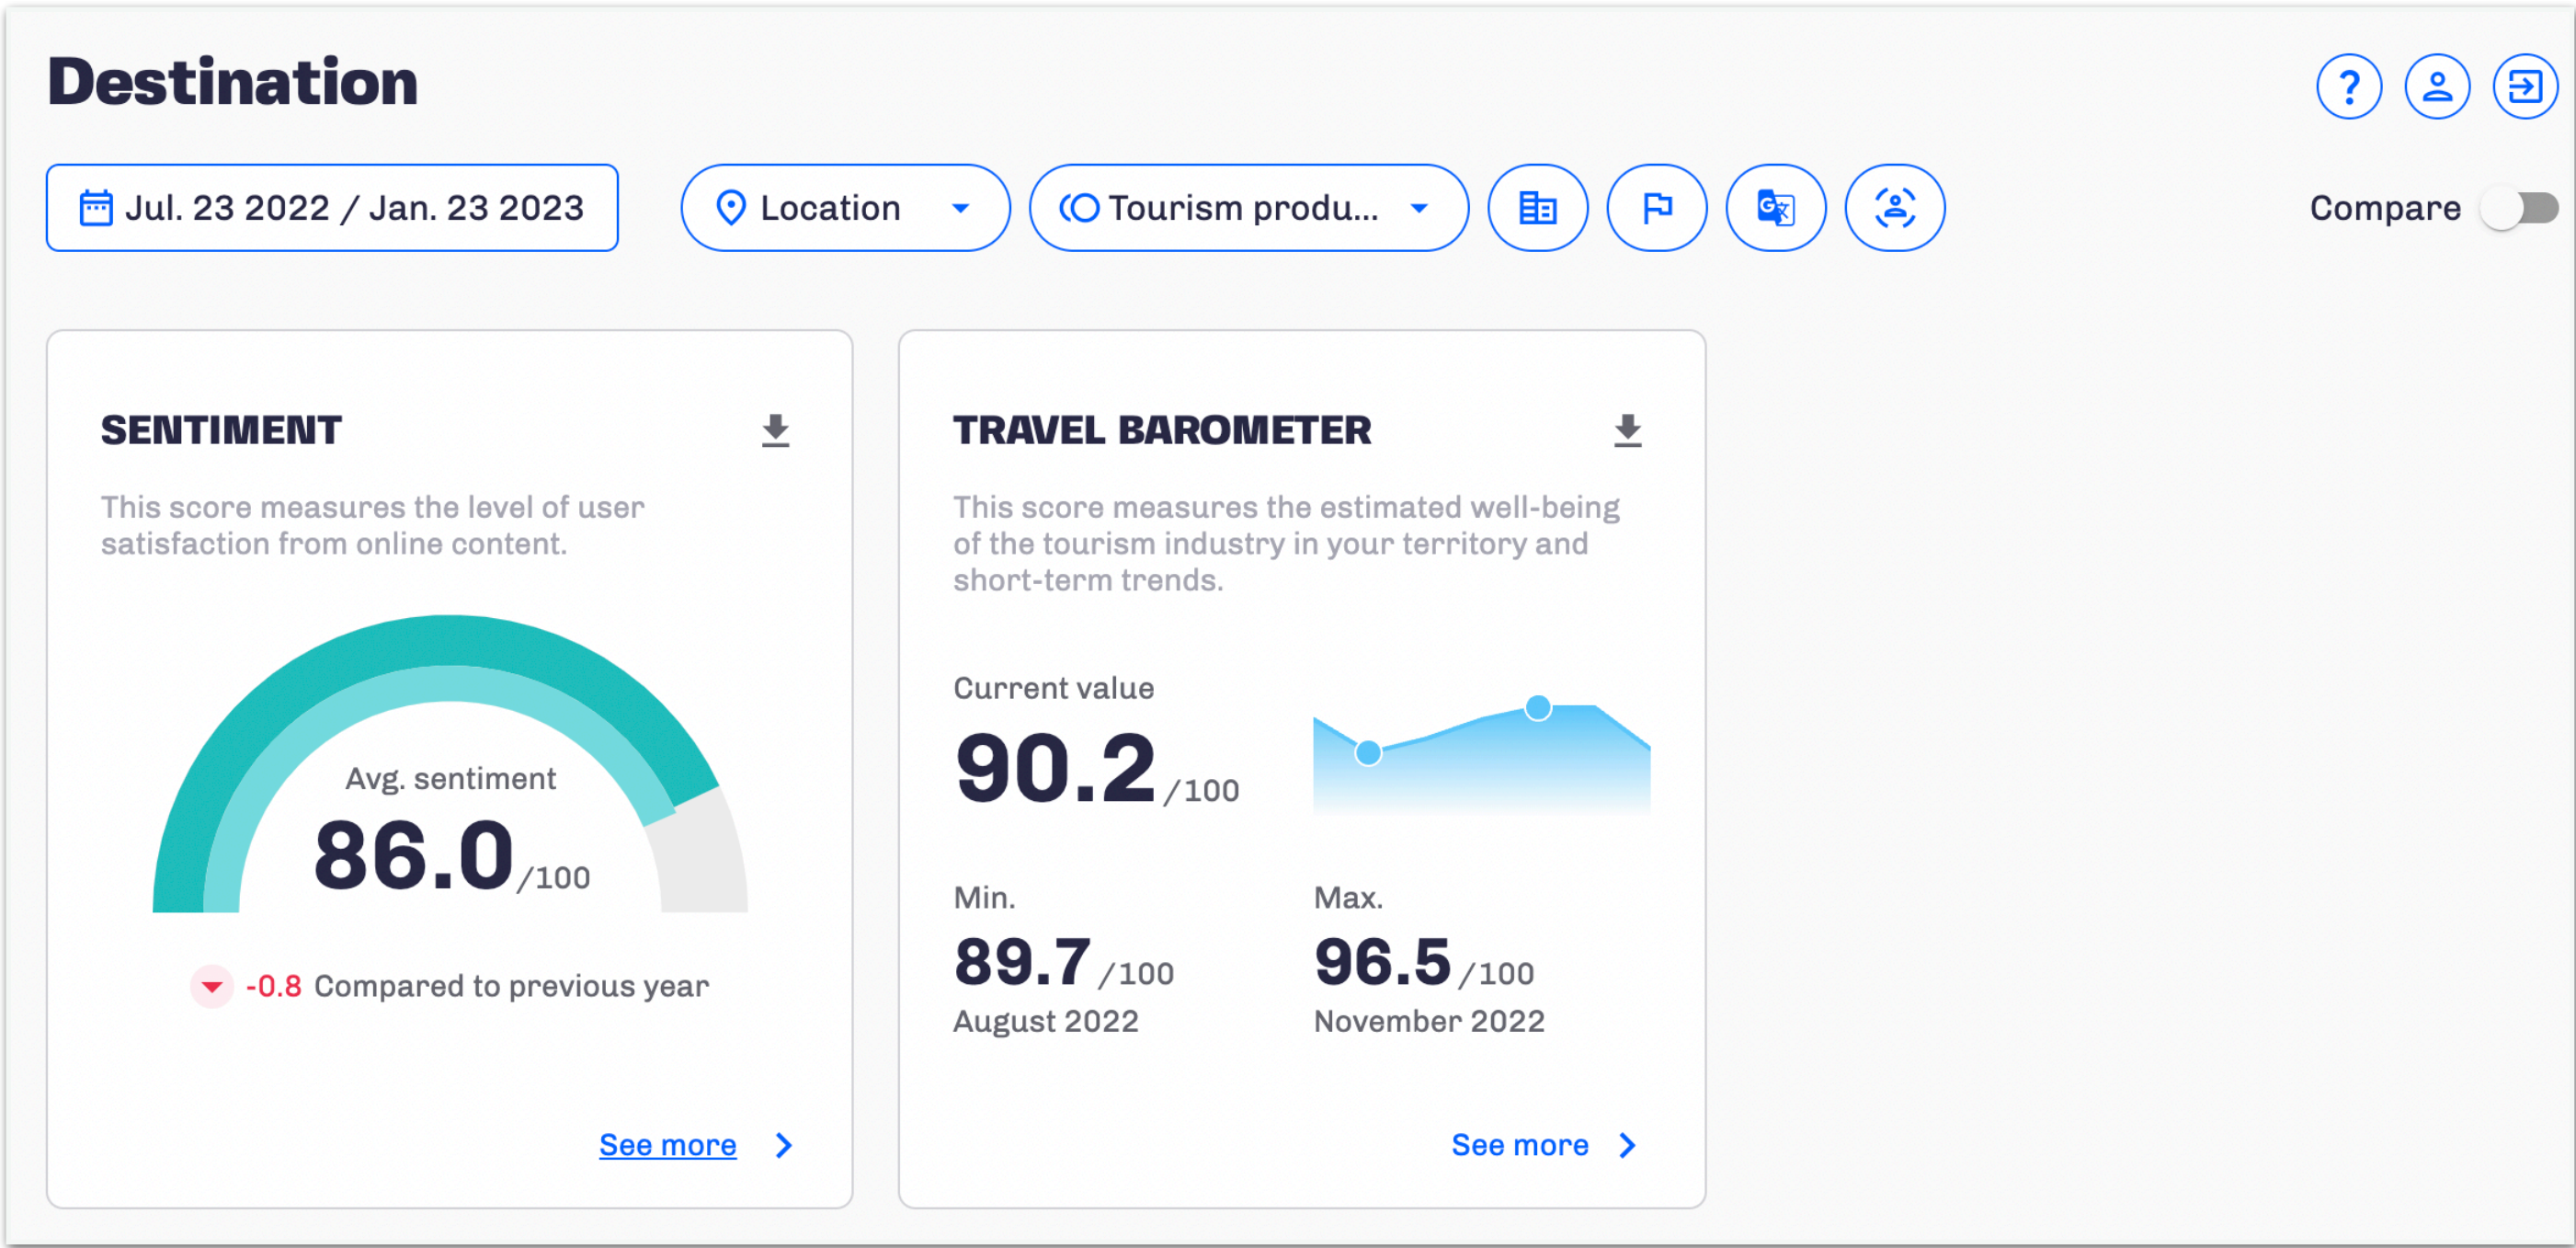 Destination
Jul. 23 2022 / Jan. 23 2023
Location
Tourism produ...
Compare
SENTIMENT
This score measures the level of user
satisfaction from online content.
Avg. sentiment
86.0/100
-0.8 Compared to previous year
See more
TRAVEL BAROMETER
This score measures the estimated well-being
of the tourism industry in your territory and
short-term trends.
Current value
90.2/100
Min.
89.7/100
August 2022
Max.
96.5/100
November 2022
See more